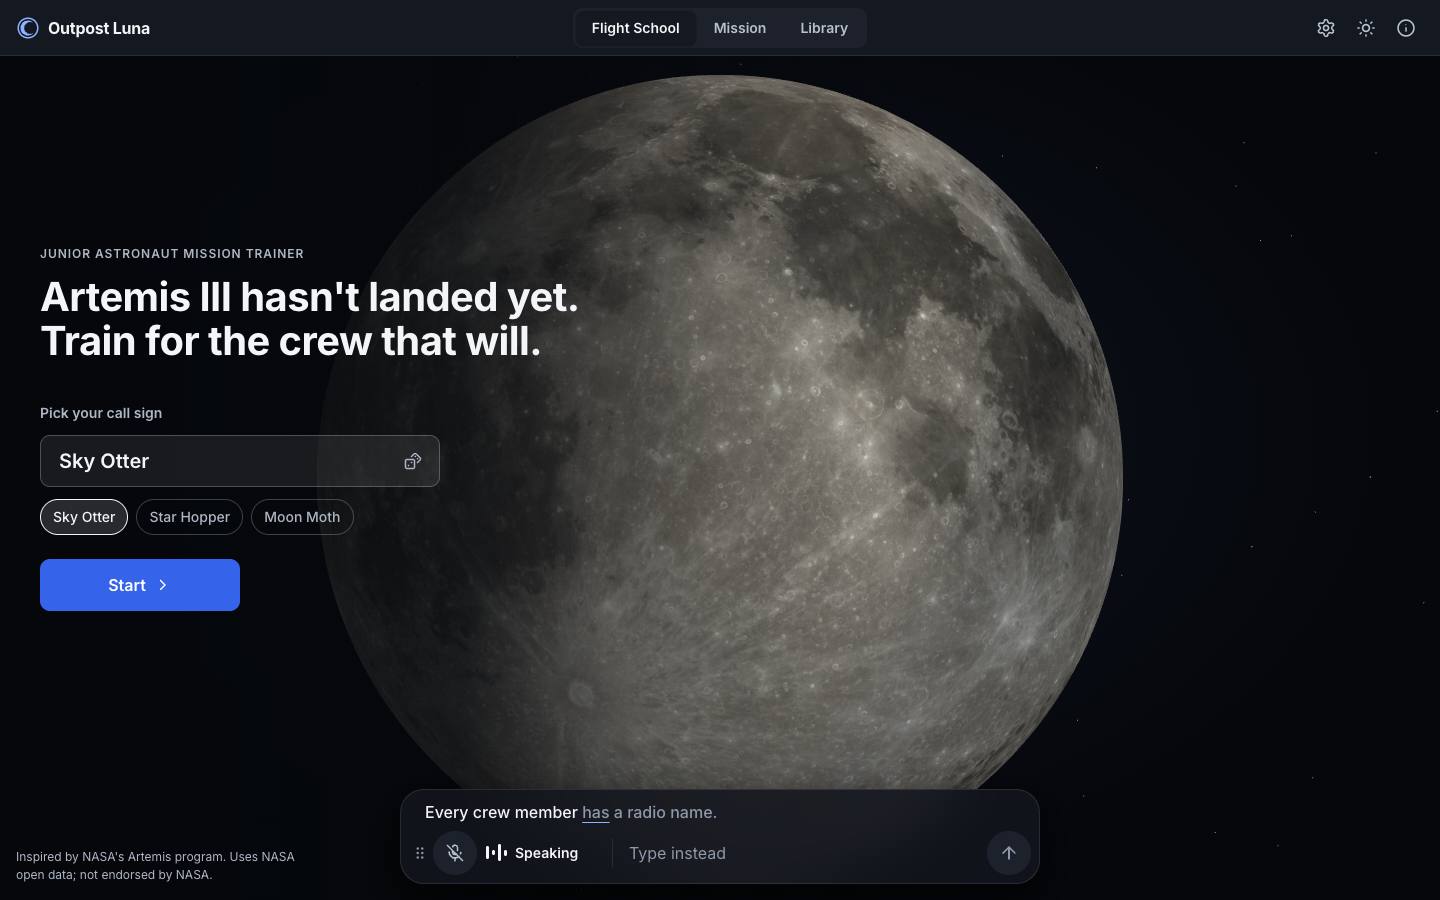 Outpost Luna
Flight School
Mission
Library
JUNIOR ASTRONAUT MISSION TRAINER
Artemis III hasn't landed yet.
Train for the crew that will.
Pick your call sign
Sky Otter
Sky Otter
Star Hopper
Moon Moth
Start
Every crew member has a radio name.
Speaking
Type instead
Inspired by NASA's Artemis program. Uses NASA
open data; not endorsed by NASA.